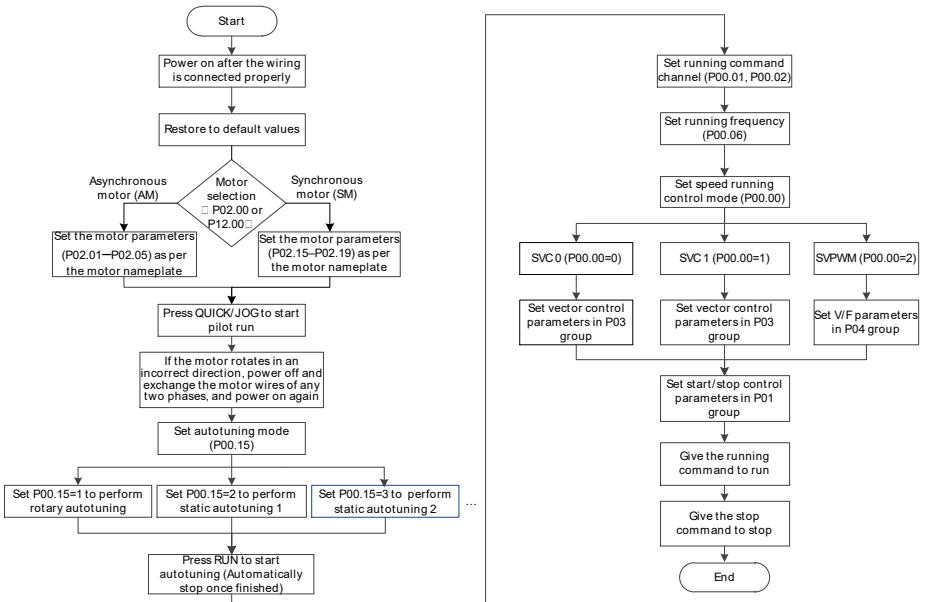 Start
Power on after the wiring
is connected properly
Restore to default values
Asynchronous
motor (AM)
Motor
selection
□ P02.00 or
P12.00□
Synchronous
motor (SM)
Set the motor parameters
(P02.01—P02.05) as per
the motor nameplate
Set the motor parameters
(P02.15–P02.19) as per
the motor nameplate
Press QUICK/JOG to start
pilot run
If the motor rotates in an
incorrect direction, power off and
exchange the motor wires of any
two phases, and power on again
Set autotuning mode
(P00.15)
Set P00.15=1 to perform
rotary autotuning
Set P00.15=2 to perform
static autotuning 1
Set P00.15=3 to perform
static autotuning 2
...
Press RUN to start
autotuning (Automatically
stop once finished)
Set running command
channel (P00.01, P00.02)
Set running frequency
(P00.06)
Set speed running
control mode (P00.00)
SVC 0 (P00.00=0)
SVC 1 (P00.00=1)
SVPWM (P00.00=2)
Set vector control
parameters in P03
group
Set vector control
parameters in P03
group
Set V/F parameters
in P04 group
Set start/stop control
parameters in P01
group
Give the running
command to run
Give the stop
command to stop
End